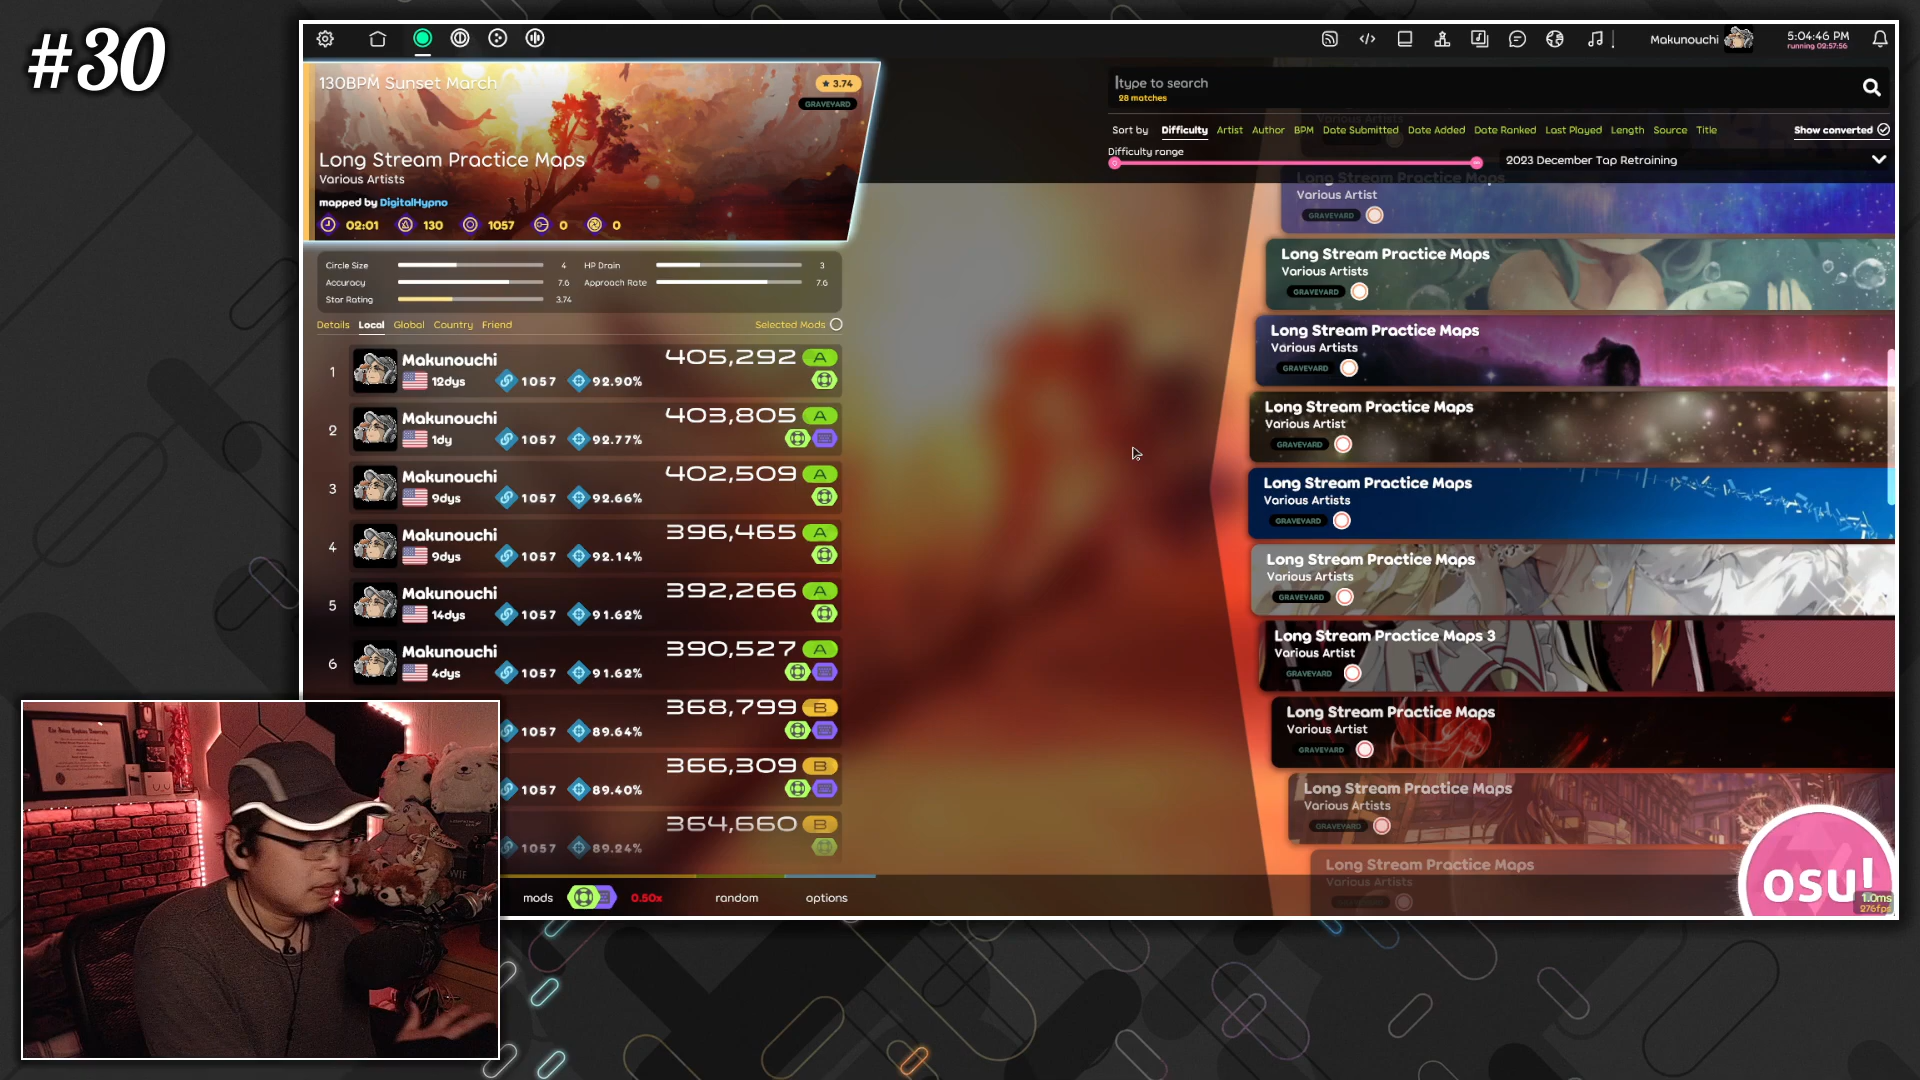 #30
Makunouchi
5:04:46 PM
running 02:57:56
130BPM Sunset March
★ 3.74
GRAVEYARD
Long Stream Practice Maps
Various Artists
mapped by DigitalHypno
02:01 130 1057 0 0
type to search
28 matches
Sort by Difficulty Artist Author BPM Date Submitted Date Added Date Ranked Last Played Length Source Title
Show converted
Difficulty range
2023 December Tap Retraining
Circle Size 4 HP Drain 3
Accuracy 7.6 Approach Rate 7.6
Star Rating 3.74
Details Local Global Country Friend
Selected Mods
1 Makunouchi 405,292 A
12dys 1057 92.90%
2 Makunouchi 403,805 A
1dy 1057 92.77%
3 Makunouchi 402,509 A
9dys 1057 92.66%
4 Makunouchi 396,465 A
9dys 1057 92.14%
5 Makunouchi 392,266 A
14dys 1057 91.62%
6 Makunouchi 390,527 A
4dys 1057 91.62%
368,799 B
1057 89.64%
366,309 B
1057 89.40%
364,660 B
1057 89.24%
mods 0.50x random options
Various Artists
Long Stream Practice Maps
Various Artist
GRAVEYARD
Long Stream Practice Maps
Various Artists
GRAVEYARD
Long Stream Practice Maps
Various Artists
GRAVEYARD
Long Stream Practice Maps
Various Artist
GRAVEYARD
Long Stream Practice Maps
Various Artists
GRAVEYARD
Long Stream Practice Maps
Various Artists
GRAVEYARD
Long Stream Practice Maps 3
Various Artist
GRAVEYARD
Long Stream Practice Maps
Various Artist
GRAVEYARD
Long Stream Practice Maps
Various Artists
GRAVEYARD
Long Stream Practice Maps
Various Artists
GRAVEYARD
osu!
1.0ms
276fps